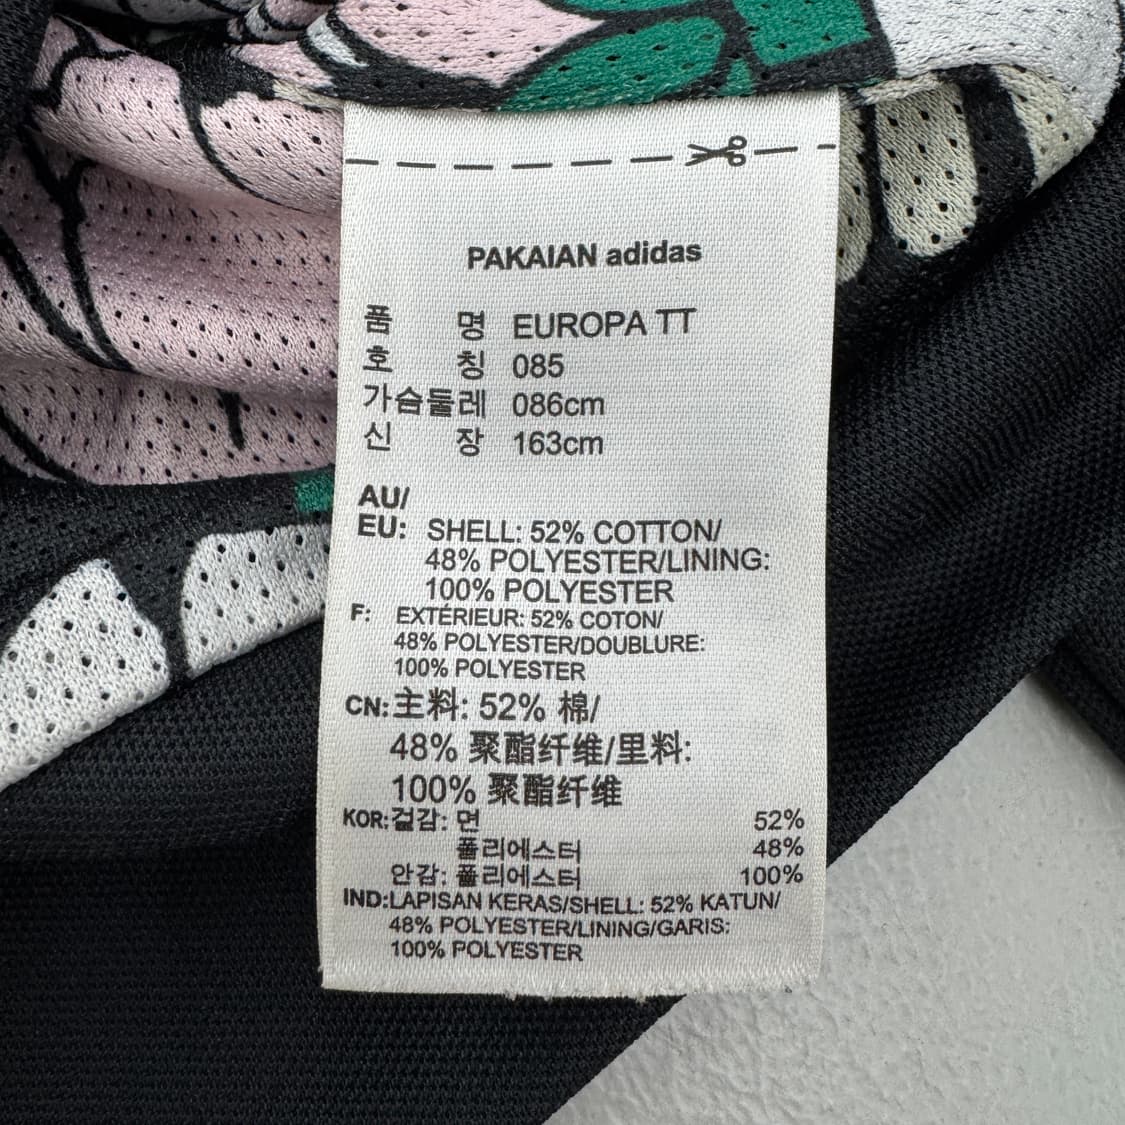 PAKAIAN adidas
품 명 EUROPA TT
호 칭 085
가슴둘레 086cm
신 장 163cm
AU/
EU: SHELL: 52% COTTON/
48% POLYESTER/LINING:
100% POLYESTER
F: EXTÉRIEUR: 52% COTON/
48% POLYESTER/DOUBLURE:
100% POLYESTER
CN: 主料: 52% 棉/
48% 聚酯纤维/里料:
100% 聚酯纤维
KOR: 겉감: 면 52%
폴리에스터 48%
안감: 폴리에스터 100%
IND: LAPISAN KERAS/SHELL: 52% KATUN/
48% POLYESTER/LINING/GARIS:
100% POLYESTER